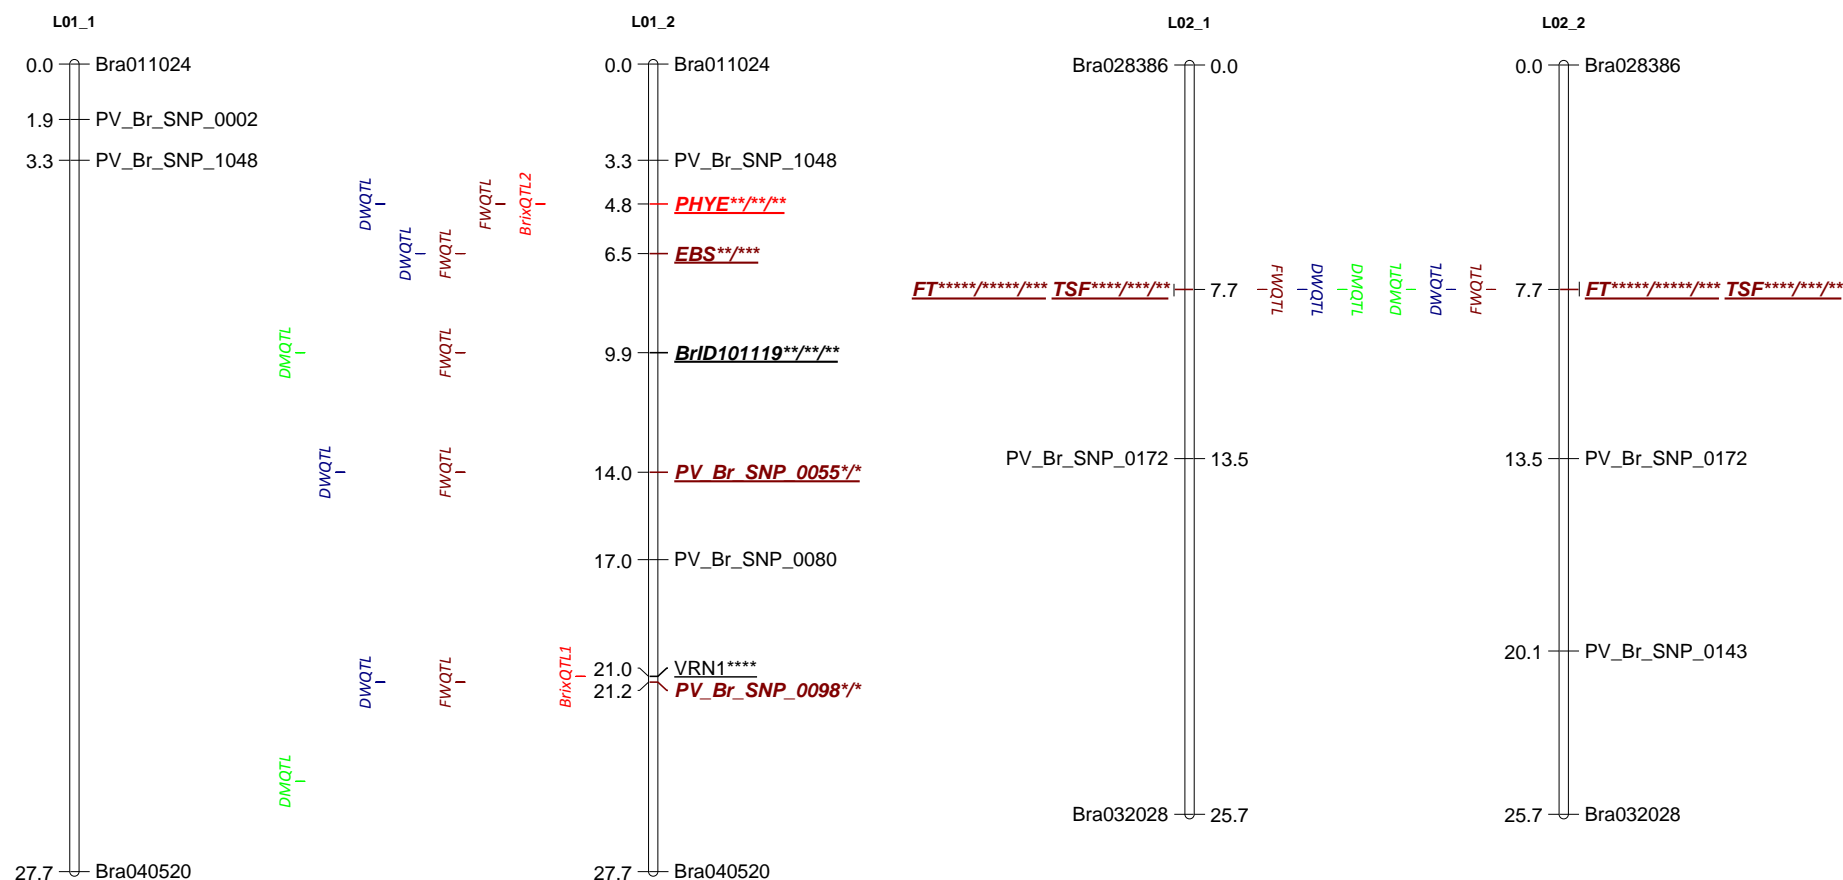 L01_1
0.0 Bra011024
1.9 PV_Br_SNP_0002
3.3 PV_Br_SNP_1048
27.7 Bra040520
DWQTL
FWQTL
BrixQTL2
DWQTL
FWQTL
DMQTL
FWQTL
DWQTL
FWQTL
DWQTL
FWQTL
BrixQTL1
DMQTL
L01_2
0.0 Bra011024
3.3 PV_Br_SNP_1048
4.8 PHYE**/**/**
6.5 EBS**/***
9.9 BrID101119**/**/**
14.0 PV_Br_SNP_0055*/*
17.0 PV_Br_SNP_0080
21.0 VRN1****
21.2 PV_Br_SNP_0098*/*
27.7 Bra040520
L02_1
Bra028386 0.0
FT*****/*****/*** TSF****/***/** 7.7
PV_Br_SNP_0172 13.5
Bra032028 25.7
FWQTL
DWQTL
DMQTL
DMQTL
DWQTL
FWQTL
L02_2
0.0 Bra028386
7.7 FT*****/*****/*** TSF****/***/**
13.5 PV_Br_SNP_0172
20.1 PV_Br_SNP_0143
25.7 Bra032028